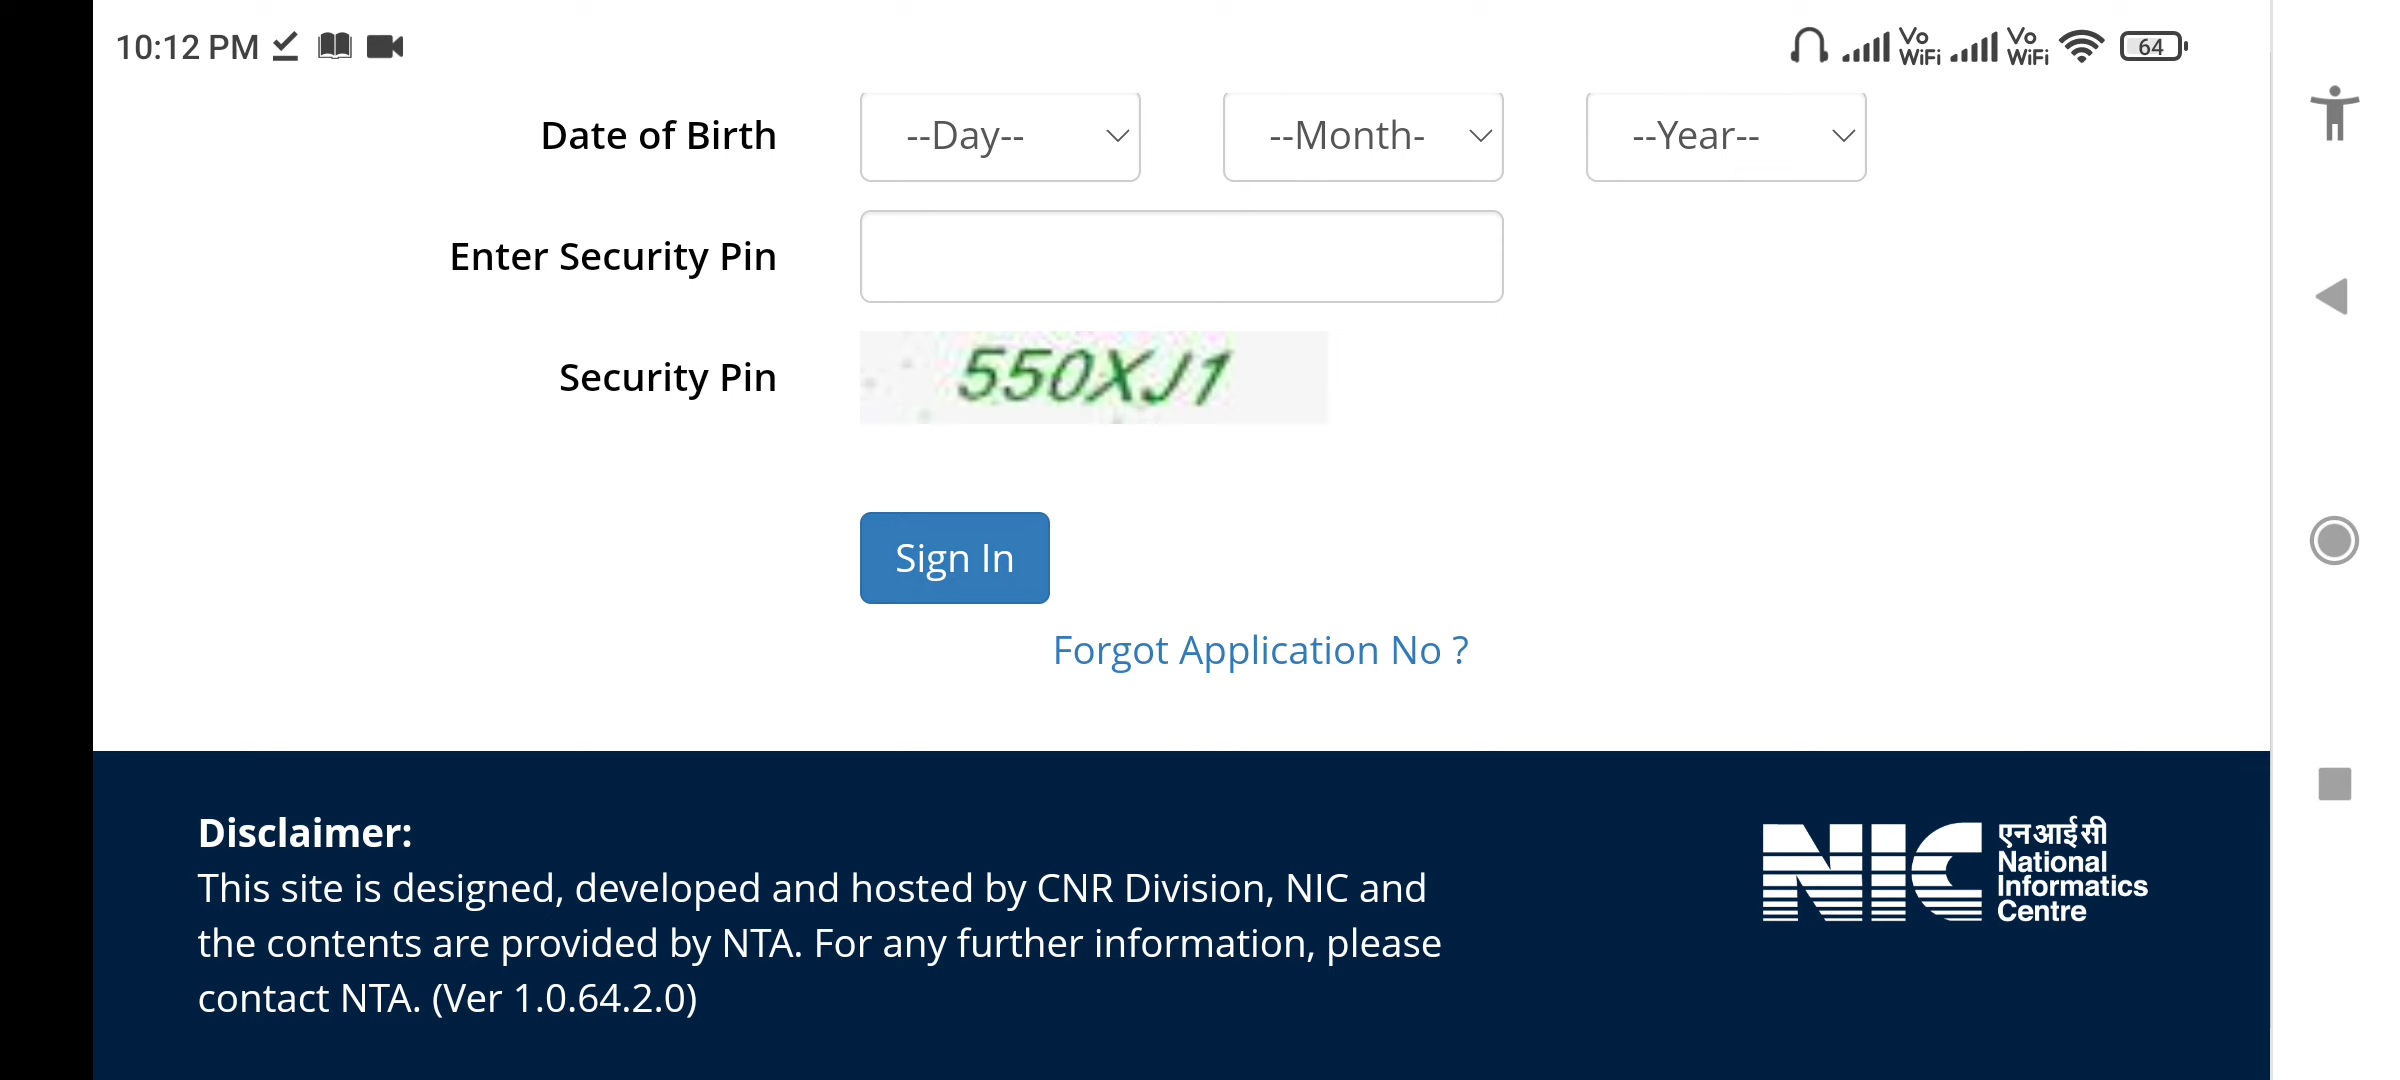 10:12 PM
Vo WiFi
Vo WiFi
64
Date of Birth
--Day--
--Month-
--Year--
Enter Security Pin
Security Pin
550XJ1
Sign In
Forgot Application No ?
Disclaimer:
This site is designed, developed and hosted by CNR Division, NIC and
the contents are provided by NTA. For any further information, please
contact NTA. (Ver 1.0.64.2.0)
NIC
एनआईसी
National
Informatics
Centre